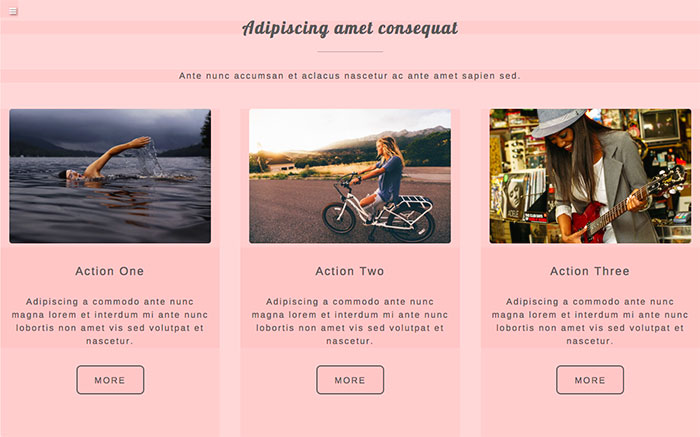 Adipiscing amet consequat
Ante nunc accumsan et aclacus nascetur ac ante amet sapien sed.
Action One
Adipiscing a commodo ante nunc
magna lorem et interdum mi ante nunc
lobortis non amet vis sed volutpat et
nascetur.
MORE
Action Two
Adipiscing a commodo ante nunc
magna lorem et interdum mi ante nunc
lobortis non amet vis sed volutpat et
nascetur.
MORE
Action Three
Adipiscing a commodo ante nunc
magna lorem et interdum mi ante nunc
lobortis non amet vis sed volutpat et
nascetur.
MORE